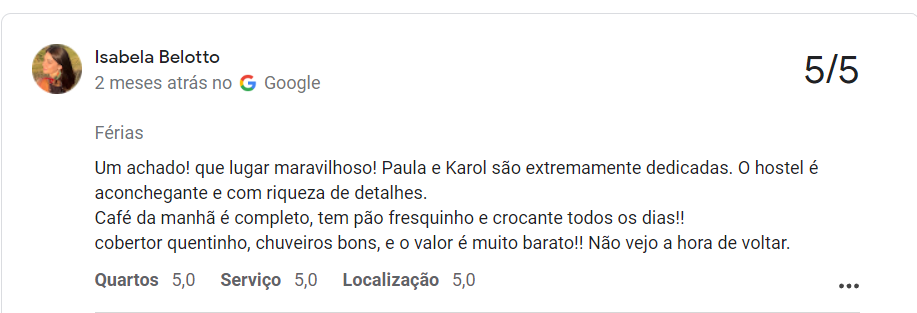 Isabela Belotto
5/5
2 meses atrás no Google
Férias
Um achado! que lugar maravilhoso! Paula e Karol são extremamente dedicadas. O hostel é
aconchegante e com riqueza de detalhes.
Café da manhã é completo, tem pão fresquinho e crocante todos os dias!!
cobertor quentinho, chuveiros bons, e o valor é muito barato!! Não vejo a hora de voltar.
Quartos 5,0 Serviço 5,0 Localização 5,0